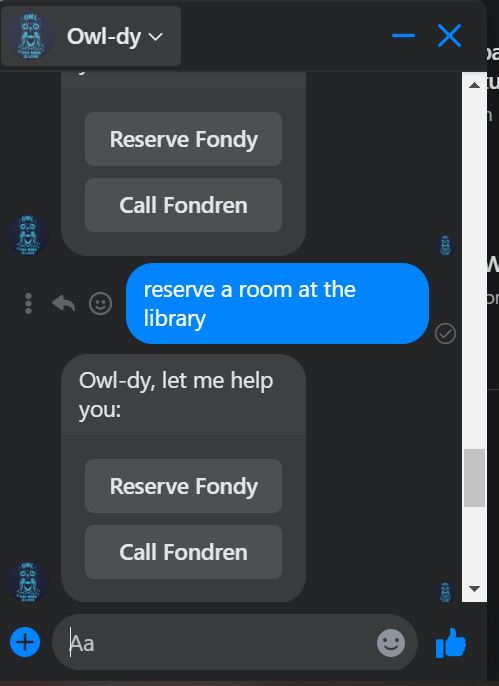 Owl-dy
Reserve Fondy
Call Fondren
reserve a room at the
library
Owl-dy, let me help
you:
Reserve Fondy
Call Fondren
Aa